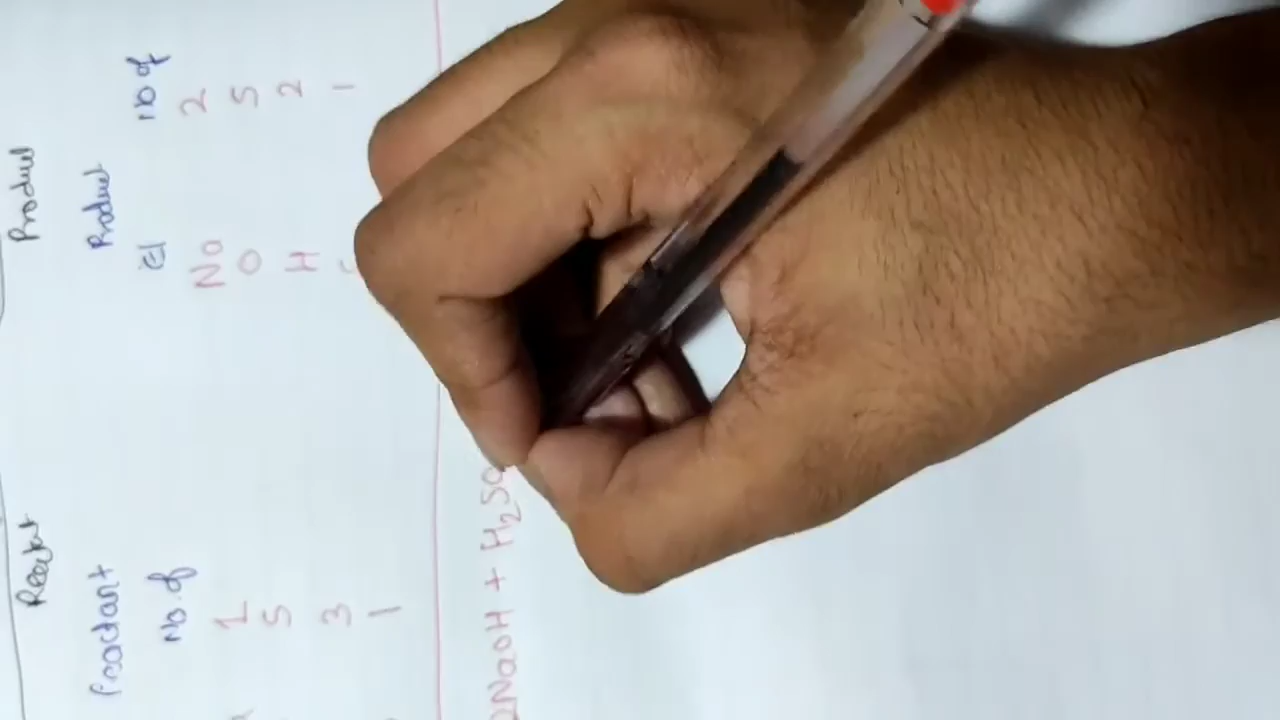 Reactat Product
Reactant Product
No. of El No of
1 Na 2
5 O 5
3 H 2
1 1
2NaOH + H₂SO